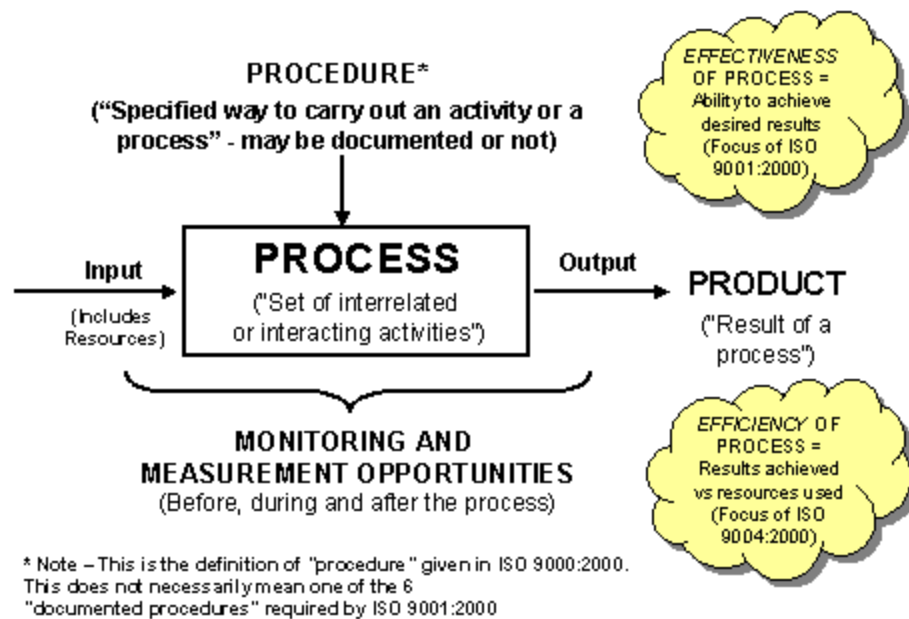 PROCEDURE*
("Specified way to carry out an activity or a
process" - may be documented or not)
EFFECTIVENESS
OF PROCESS =
Ability to achieve
desired results
(Focus of ISO
9001:2000)
Input
(Includes
Resources)
PROCESS
("Set of interrelated
or interacting activities")
Output
PRODUCT
("Result of a
process")
MONITORING AND
MEASUREMENT OPPORTUNITIES
(Before, during and after the process)
EFFICIENCY OF
PROCESS =
Results achieved
vs resources used
(Focus of ISO
9004:2000)
* Note – This is the definition of "procedure" given in ISO 9000:2000.
This does not necessarily mean one of the 6
"documented procedures" required by ISO 9001:2000